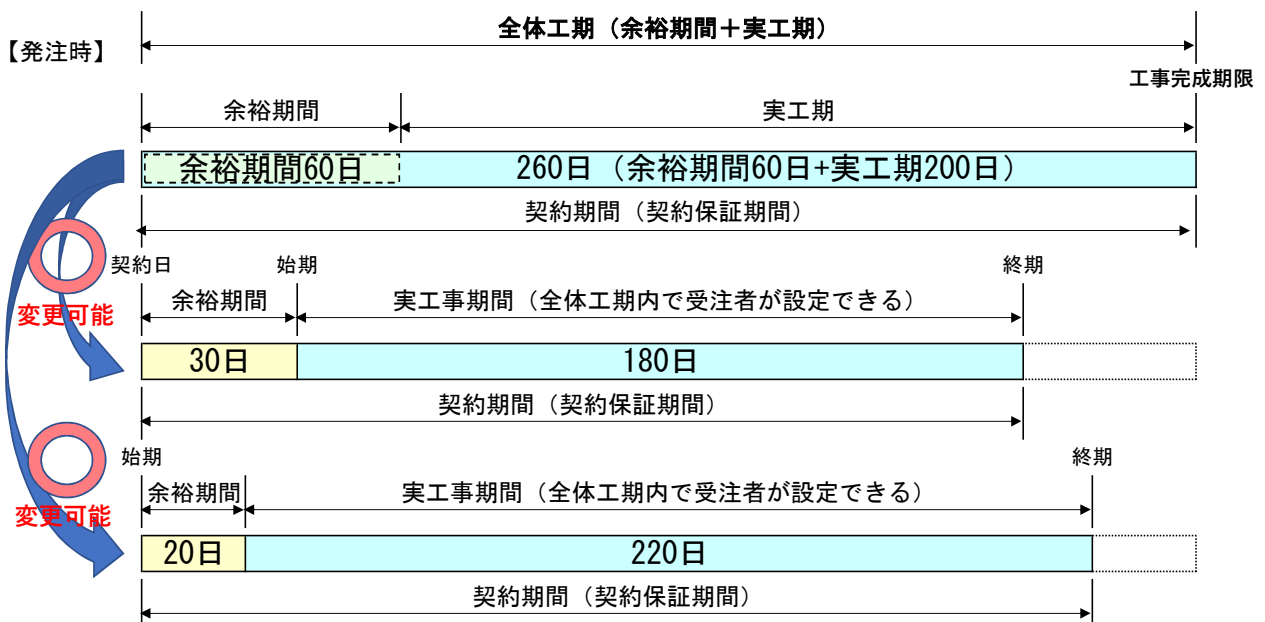 全体工期（余裕期間＋実工期）
【発注時】
工事完成期限
余裕期間
実工期
余裕期間60日
260日（余裕期間60日+実工期200日）
契約期間（契約保証期間）
契約日
始期
終期
変更可能
余裕期間
実工事期間（全体工期内で受注者が設定できる）
30日
180日
契約期間（契約保証期間）
始期
終期
変更可能
余裕期間
実工事期間（全体工期内で受注者が設定できる）
20日
220日
契約期間（契約保証期間）